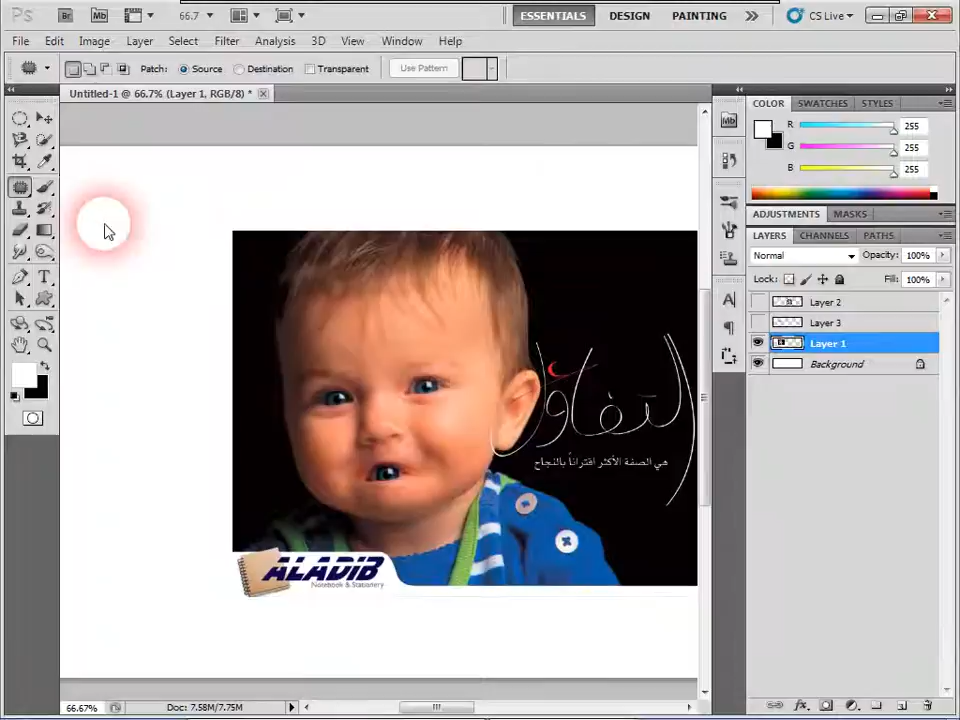 Ps Br Mb 66.7 ESSENTIALS DESIGN PAINTING CS Live
File Edit Image Layer Select Filter Analysis 3D View Window Help
Patch: Source Destination Transparent Use Pattern
Untitled-1 @ 66.7% (Layer 1, RGB/8) *
COLOR SWATCHES STYLES
R 255
G 255
B 255
ADJUSTMENTS MASKS
LAYERS CHANNELS PATHS
Normal Opacity: 100%
Lock: Fill: 100%
Layer 2
Layer 3
Layer 1
Background
التفاؤل
هي الصفة الأكثر اقتراناً بالنجاح
ALADIB
Notebook & Stationery
66.67% Doc: 7.58M/7.75M